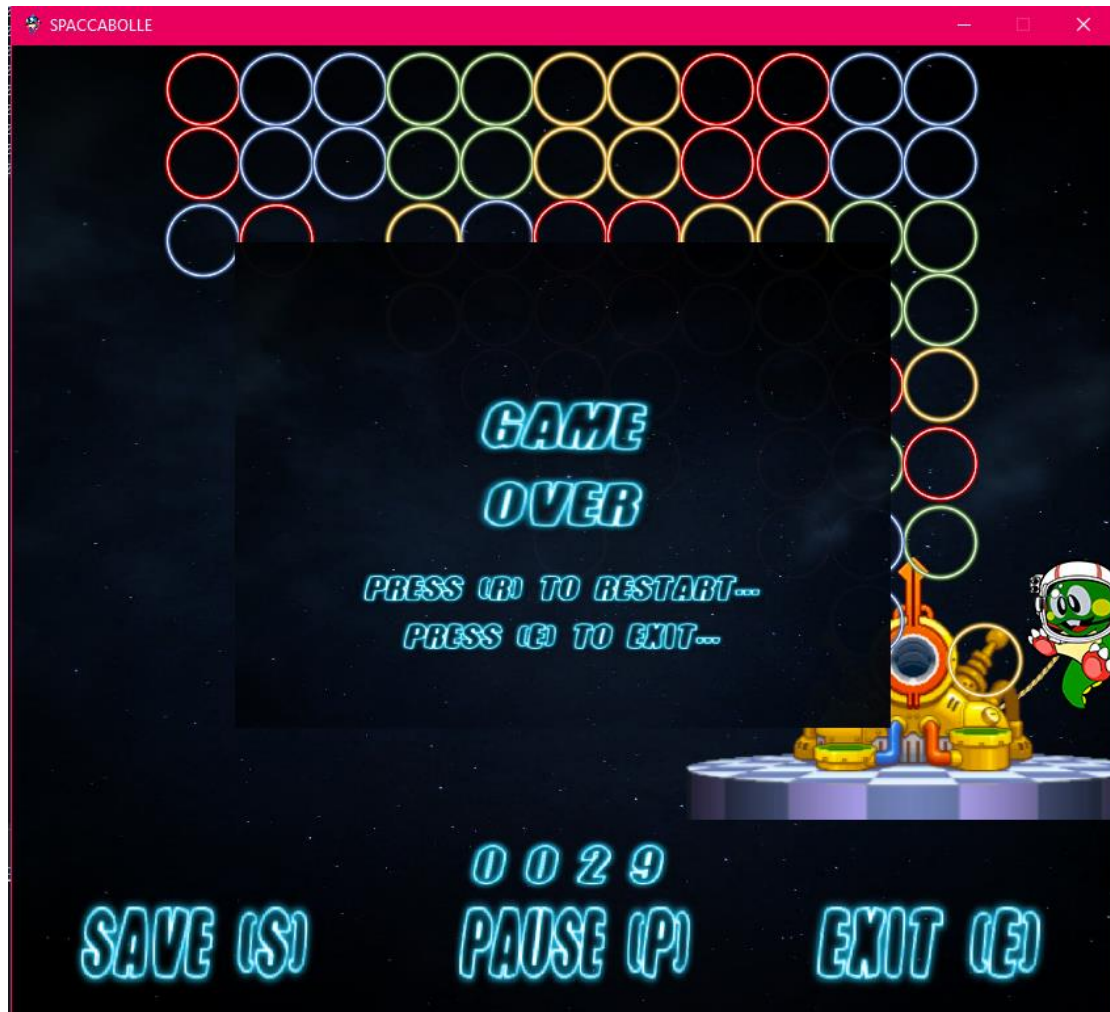 SPACCABOLLE
GAME
OVER
PRESS (R) TO RESTART...
PRESS (E) TO EXIT...
0029
SAVE (S) PAUSE (P) EXIT (E)